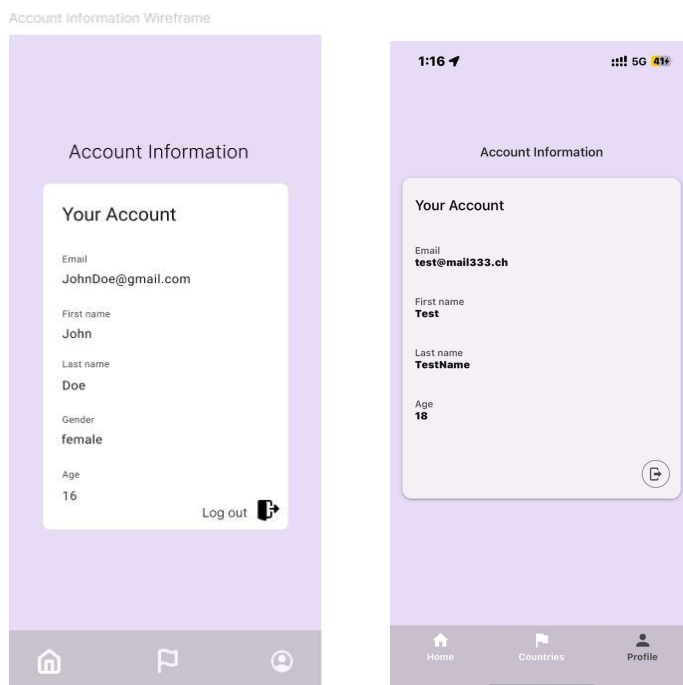 Account Information Wireframe
Account Information
Your Account
Email
JohnDoe@gmail.com
First name
John
Last name
Doe
Gender
female
Age
16
Log out
1:16
5G 41
Account Information
Your Account
Email
test@mail333.ch
First name
Test
Last name
TestName
Age
18
Home Countries Profile